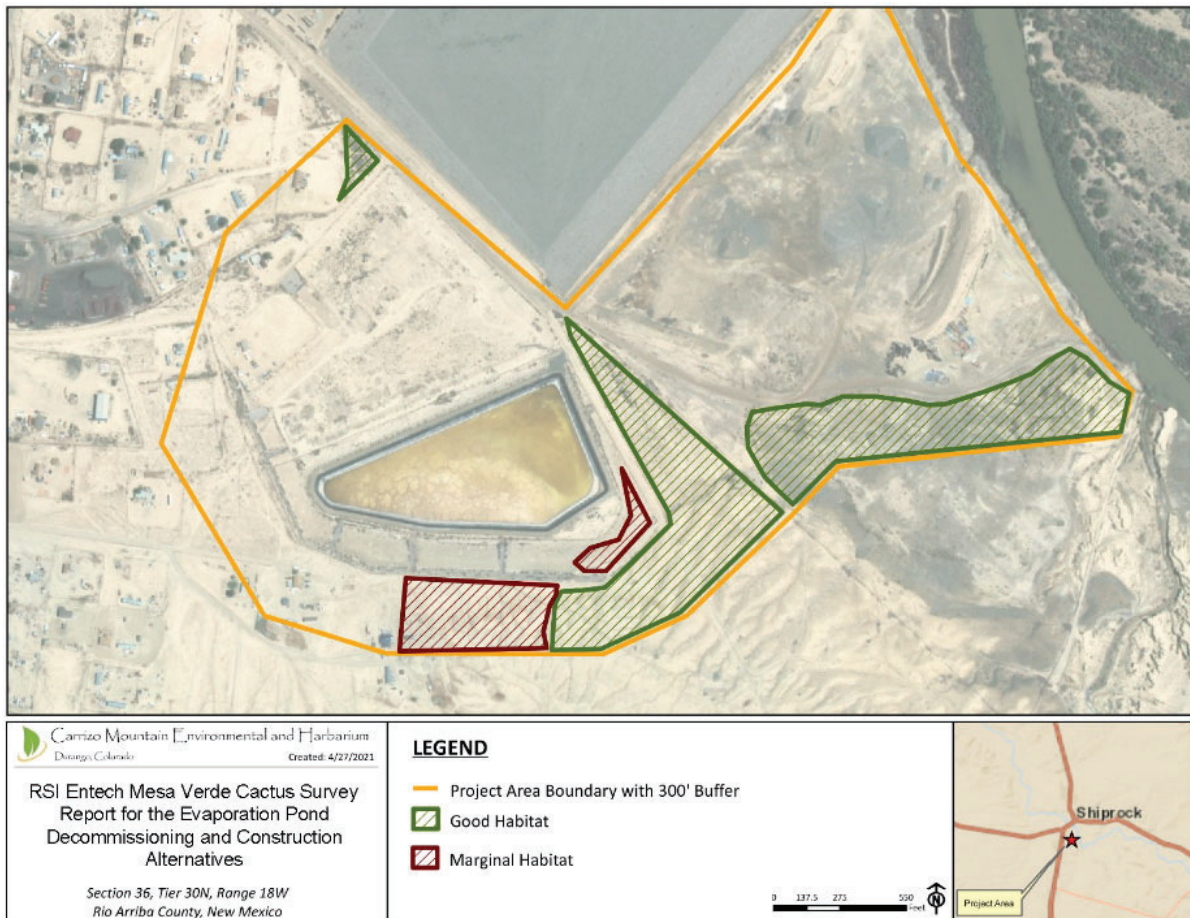 Carrizo Mountain Environmental and Harbarium
Durango, Colorado
Created: 4/27/2021
RSI Entech Mesa Verde Cactus Survey
Report for the Evaporation Pond
Decommissioning and Construction
Alternatives
Section 36, Tier 30N, Range 18W
Rio Arriba County, New Mexico
LEGEND
Project Area Boundary with 300' Buffer
Good Habitat
Marginal Habitat
0 137.5 275 550
Feet
N
Shiprock
Project Area